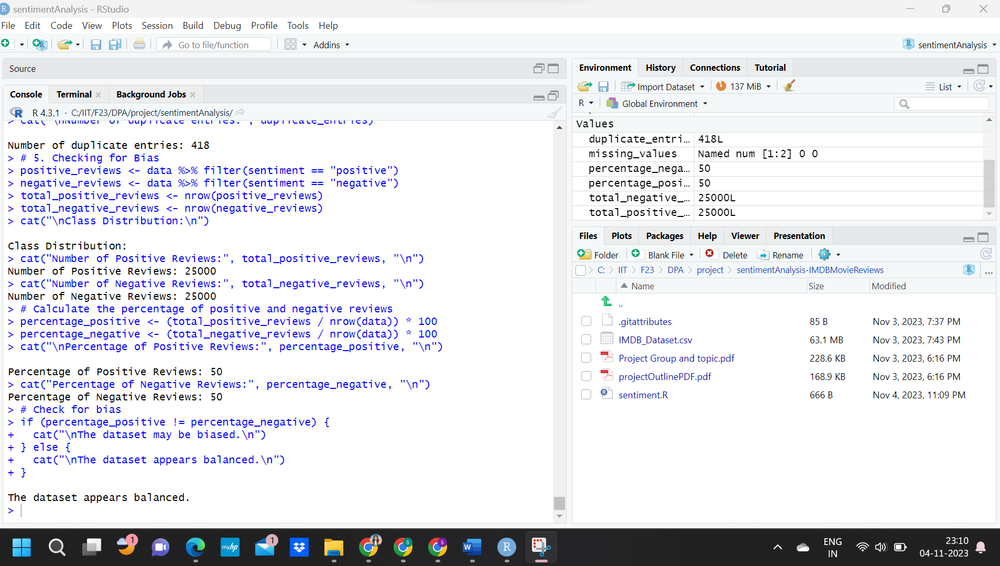 sentimentAnalysis - RStudio
File Edit Code View Plots Session Build Debug Profile Tools Help
Go to file/function
Addins
sentimentAnalysis
Source
Console
Terminal
Background Jobs
R 4.3.1 · C:/IIT/F23/DPA/project/sentimentAnalysis/
> cat("\nNumber of duplicate entries:", duplicate_entries)
Number of duplicate entries: 418
> # 5. Checking for Bias
> positive_reviews <- data %>% filter(sentiment == "positive")
> negative_reviews <- data %>% filter(sentiment == "negative")
> total_positive_reviews <- nrow(positive_reviews)
> total_negative_reviews <- nrow(negative_reviews)
> cat("\nClass Distribution:\n")
Class Distribution:
> cat("Number of Positive Reviews:", total_positive_reviews, "\n")
Number of Positive Reviews: 25000
> cat("Number of Negative Reviews:", total_negative_reviews, "\n")
Number of Negative Reviews: 25000
> # Calculate the percentage of positive and negative reviews
> percentage_positive <- (total_positive_reviews / nrow(data)) * 100
> percentage_negative <- (total_negative_reviews / nrow(data)) * 100
> cat("\nPercentage of Positive Reviews:", percentage_positive, "\n")
Percentage of Positive Reviews: 50
> cat("Percentage of Negative Reviews:", percentage_negative, "\n")
Percentage of Negative Reviews: 50
> # Check for bias
> if (percentage_positive != percentage_negative) {
+   cat("\nThe dataset may be biased.\n")
+ } else {
+   cat("\nThe dataset appears balanced.\n")
+ }
The dataset appears balanced.
>
Environment History Connections Tutorial
Import Dataset 137 MiB List
R Global Environment
Values
duplicate_entri… 418L
missing_values Named num [1:2] 0 0
percentage_nega… 50
percentage_posi… 50
total_negative_… 25000L
total_positive_… 25000L
Files Plots Packages Help Viewer Presentation
Folder Blank File Delete Rename
C: > IIT > F23 > DPA > project > sentimentAnalysis-IMDBMovieReviews ...
Name Size Modified
..
.gitattributes 85 B Nov 3, 2023, 7:37 PM
IMDB_Dataset.csv 63.1 MB Nov 3, 2023, 7:43 PM
Project Group and topic.pdf 228.6 KB Nov 3, 2023, 6:16 PM
projectOutlinePDF.pdf 168.9 KB Nov 3, 2023, 6:16 PM
sentiment.R 666 B Nov 4, 2023, 11:09 PM
1
myhp
1
S
S
W
R
ENG
IN
23:10
04-11-2023